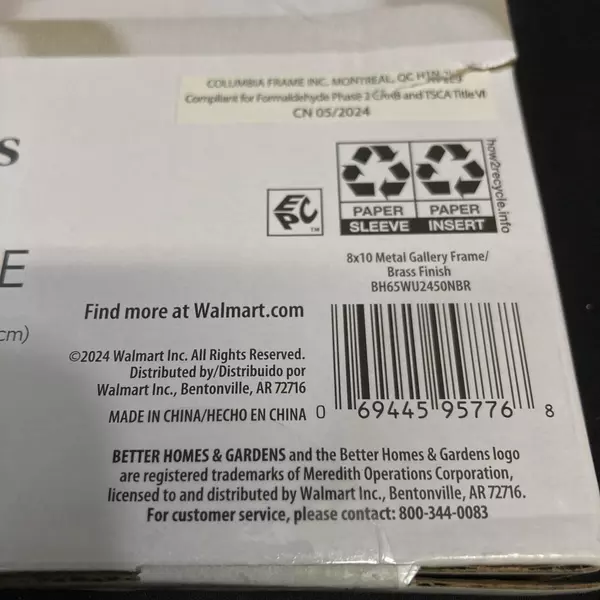 COLUMBIA FRAME INC. MONTREAL, QC
Compliant for Formaldehyde Phase 2 CARB and TSCA Title VI
CN 05/2024
S
how2recycle.info
EPC
TM
PAPER PAPER
SLEEVE INSERT
E
8x10 Metal Gallery Frame/
Brass Finish
BH65WU2450NBR
Find more at Walmart.com
cm)
©2024 Walmart Inc. All Rights Reserved.
Distributed by/Distribuido por
Walmart Inc., Bentonville, AR 72716
MADE IN CHINA/HECHO EN CHINA
0 69445 95776 8
BETTER HOMES & GARDENS and the Better Homes & Gardens logo
are registered trademarks of Meredith Operations Corporation,
licensed to and distributed by Walmart Inc., Bentonville, AR 72716.
For customer service, please contact: 800-344-0083